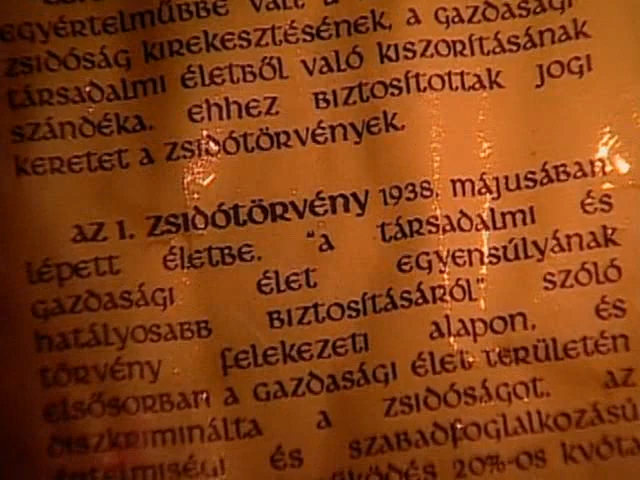 egyértelműbbé vált a
zsidóság kirekesztésének, a gazdasági
társadalmi életből való kiszorításának
szándéka. ehhez biztosítottak jogi
keretet a zsidótörvények.
az 1. zsidótörvény 1938. májusában
lépett életbe. "a társadalmi és
gazdasági élet egyensúlyának
hatályosabb biztosításáról" szóló
törvény felekezeti alapon, és
elsősorban a gazdasági élet területén
diszkriminálta a zsidóságot. az
értelmiségi és szabadfoglalkozású
20%-os kvóta